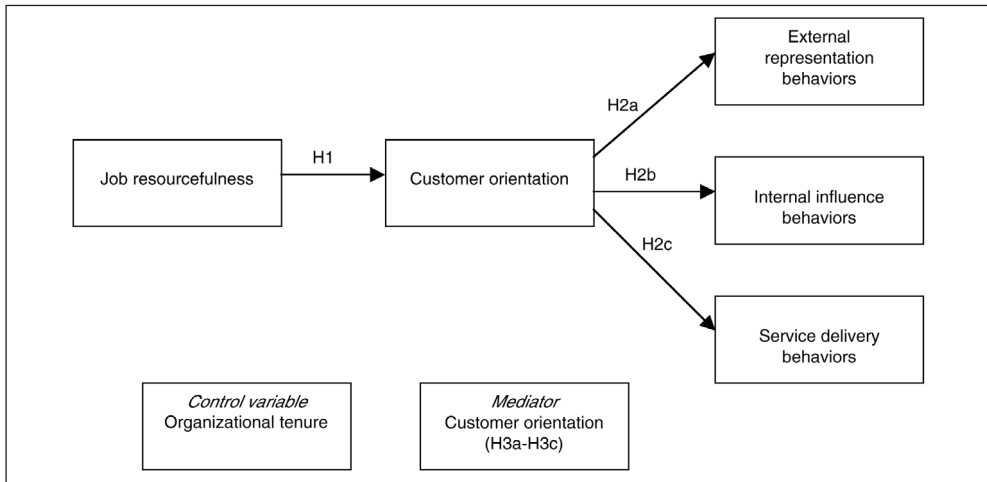 External
representation
behaviors
H2a
H1
Job resourcefulness
Customer orientation
H2b
Internal influence
behaviors
H2c
Service delivery
behaviors
Control variable
Organizational tenure
Mediator
Customer orientation
(H3a-H3c)